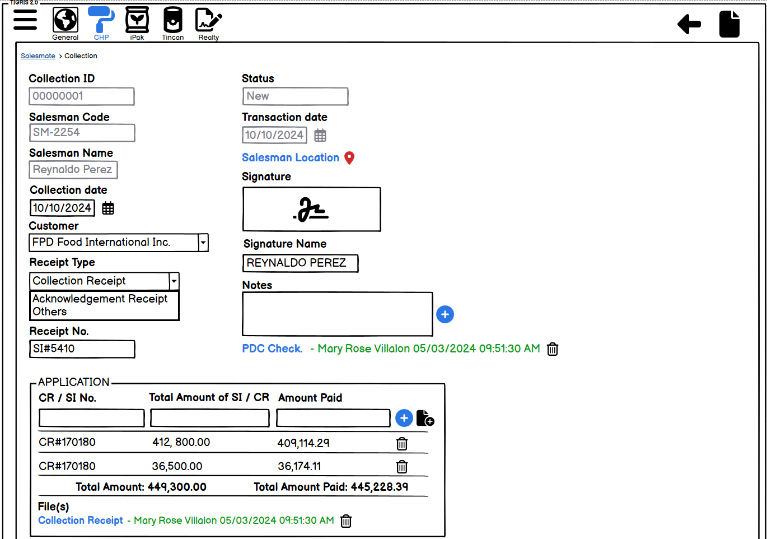 TIGRIS 2.0
General CHP iPak Tincan Realty
Salesmate > Collection
Collection ID
00000001
Salesman Code
SM-2254
Salesman Name
Reynaldo Perez
Collection date
10/10/2024
Customer
FPD Food International Inc.
Receipt Type
Collection Receipt
Acknowledgement Receipt
Others
Receipt No.
SI#5410
Status
New
Transaction date
10/10/2024
Salesman Location
Signature
Signature Name
REYNALDO PEREZ
Notes
PDC Check. - Mary Rose Villalon 05/03/2024 09:51:30 AM
APPLICATION
CR / SI No. Total Amount of SI / CR Amount Paid
CR#170180 412, 800.00 409,114.29
CR#170180 36,500.00 36,174.11
Total Amount: 449,300.00 Total Amount Paid: 445,228.39
File(s)
Collection Receipt - Mary Rose Villalon 05/03/2024 09:51:30 AM